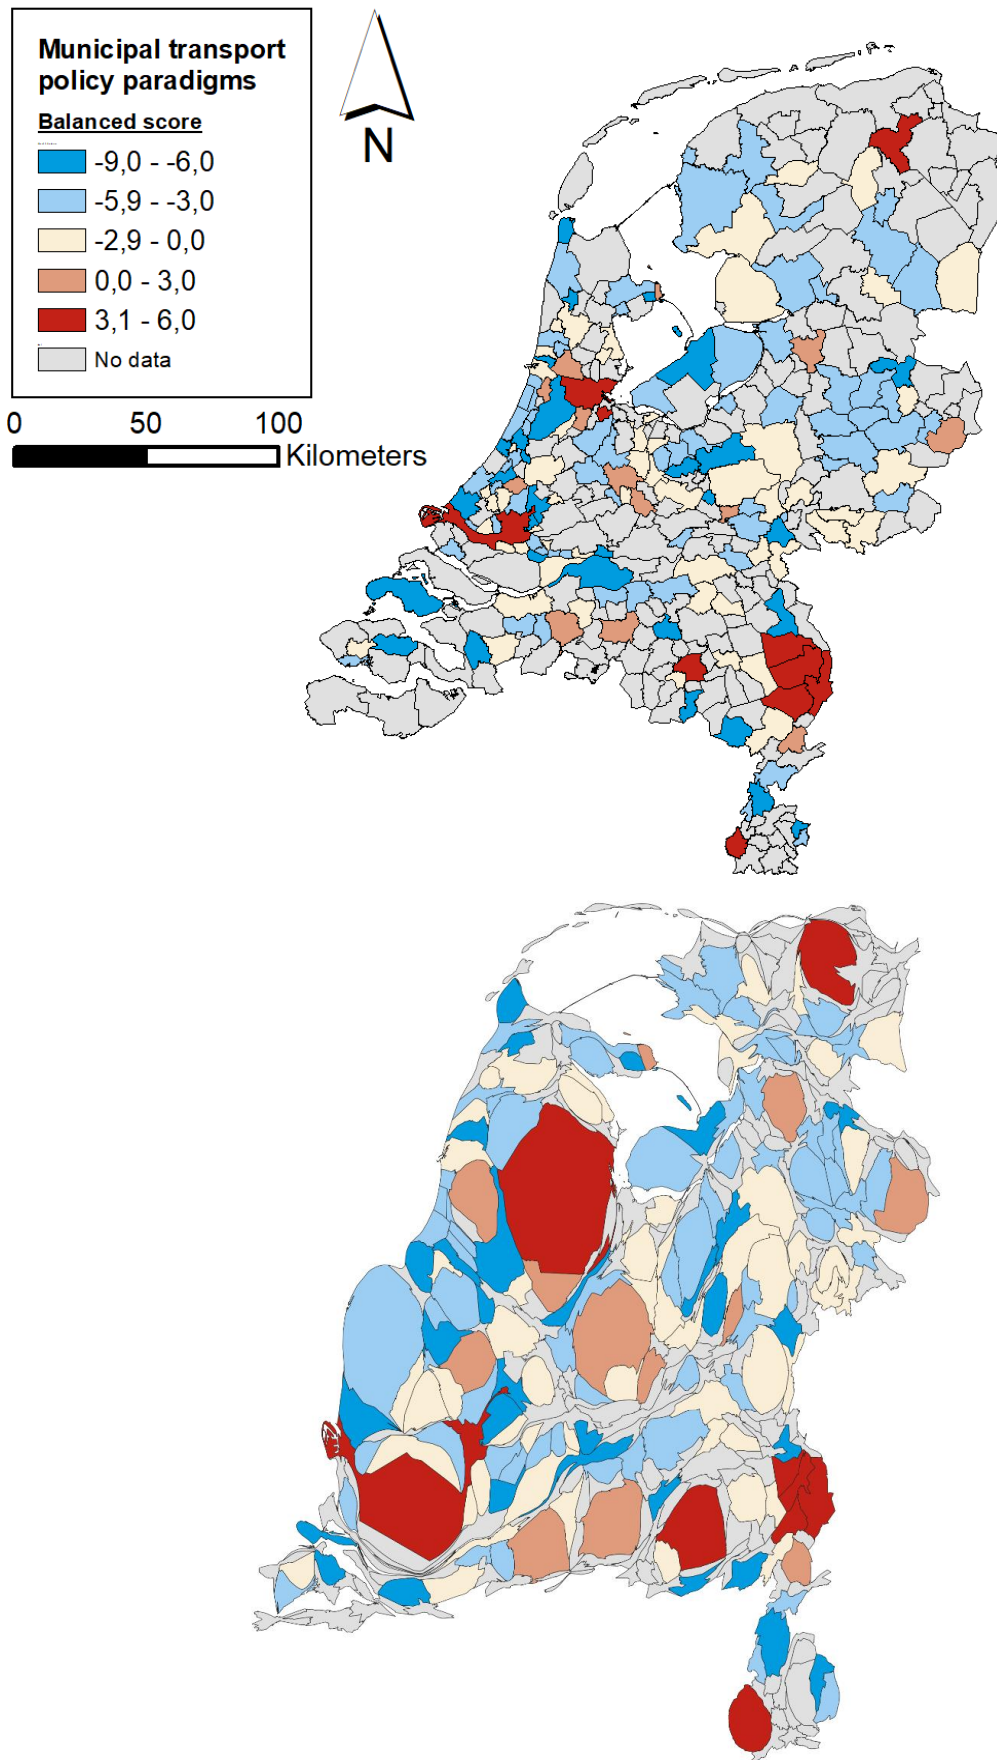 Municipal transport
policy paradigms
Balanced score
-9,0 - -6,0
-5,9 - -3,0
-2,9 - 0,0
0,0 - 3,0
3,1 - 6,0
No data
N
0 50 100
Kilometers